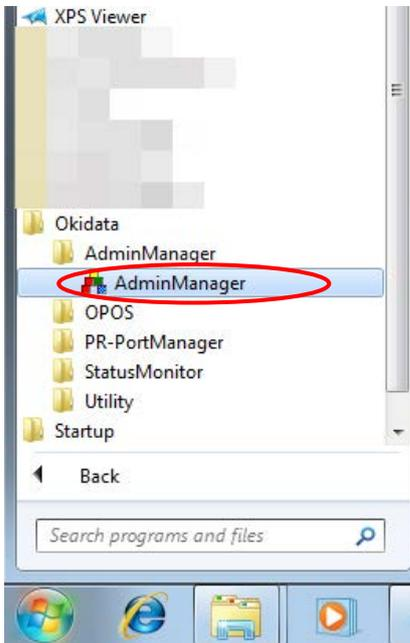 XPS Viewer
Okidata
AdminManager
AdminManager
OPOS
PR-PortManager
StatusMonitor
Utility
Startup
Back
Search programs and files